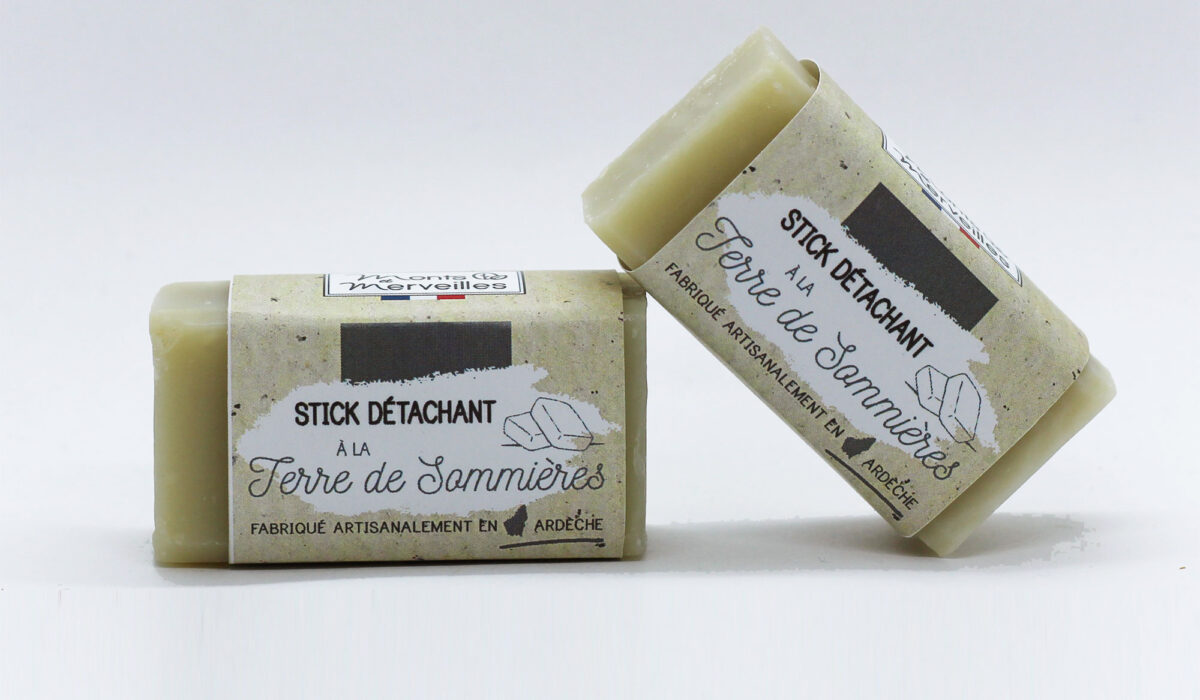 Monts &
Merveilles
STICK DÉTACHANT
À LA
Terre de Sommières
FABRIQUÉ ARTISANALEMENT EN ARDÈCHE
Merveilles
STICK DÉTACHANT
À LA
Terre de Sommières
FABRIQUÉ ARTISANALEMENT EN ARDÈCHE